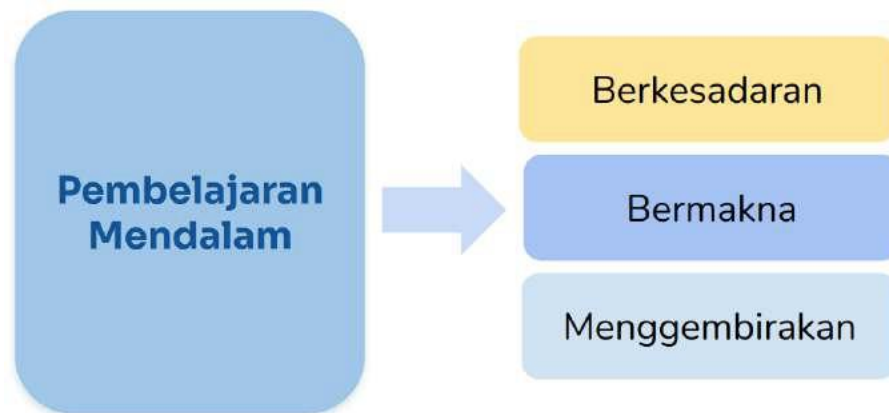 Pembelajaran
Mendalam
Berkesadaran
Bermakna
Menggembirakan